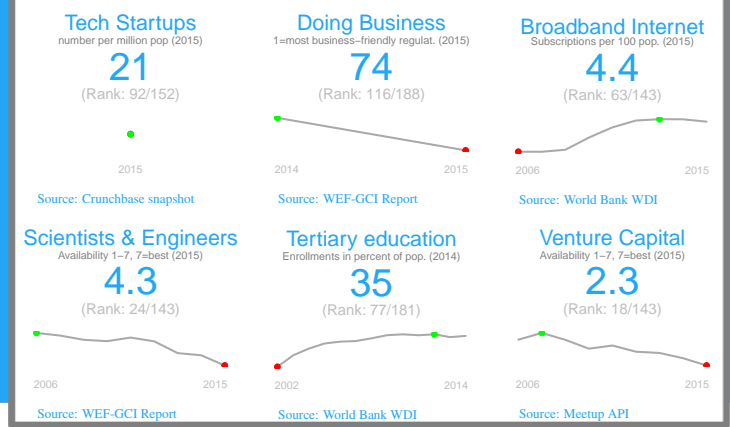 Tech Startups
number per million pop (2015)
21
(Rank: 92/152)
2015
Source: Crunchbase snapshot
Doing Business
1=most business−friendly regulat. (2015)
74
(Rank: 116/188)
2014 2015
Source: WEF-GCI Report
Broadband Internet
Subscriptions per 100 pop. (2015)
4.4
(Rank: 63/143)
2006 2015
Source: World Bank WDI
Scientists & Engineers
Availability 1−7, 7=best (2015)
4.3
(Rank: 24/143)
2006 2015
Source: WEF-GCI Report
Tertiary education
Enrollments in percent of pop. (2014)
35
(Rank: 77/181)
2002 2014
Source: World Bank WDI
Venture Capital
Availability 1−7, 7=best (2015)
2.3
(Rank: 18/143)
2006 2015
Source: Meetup API